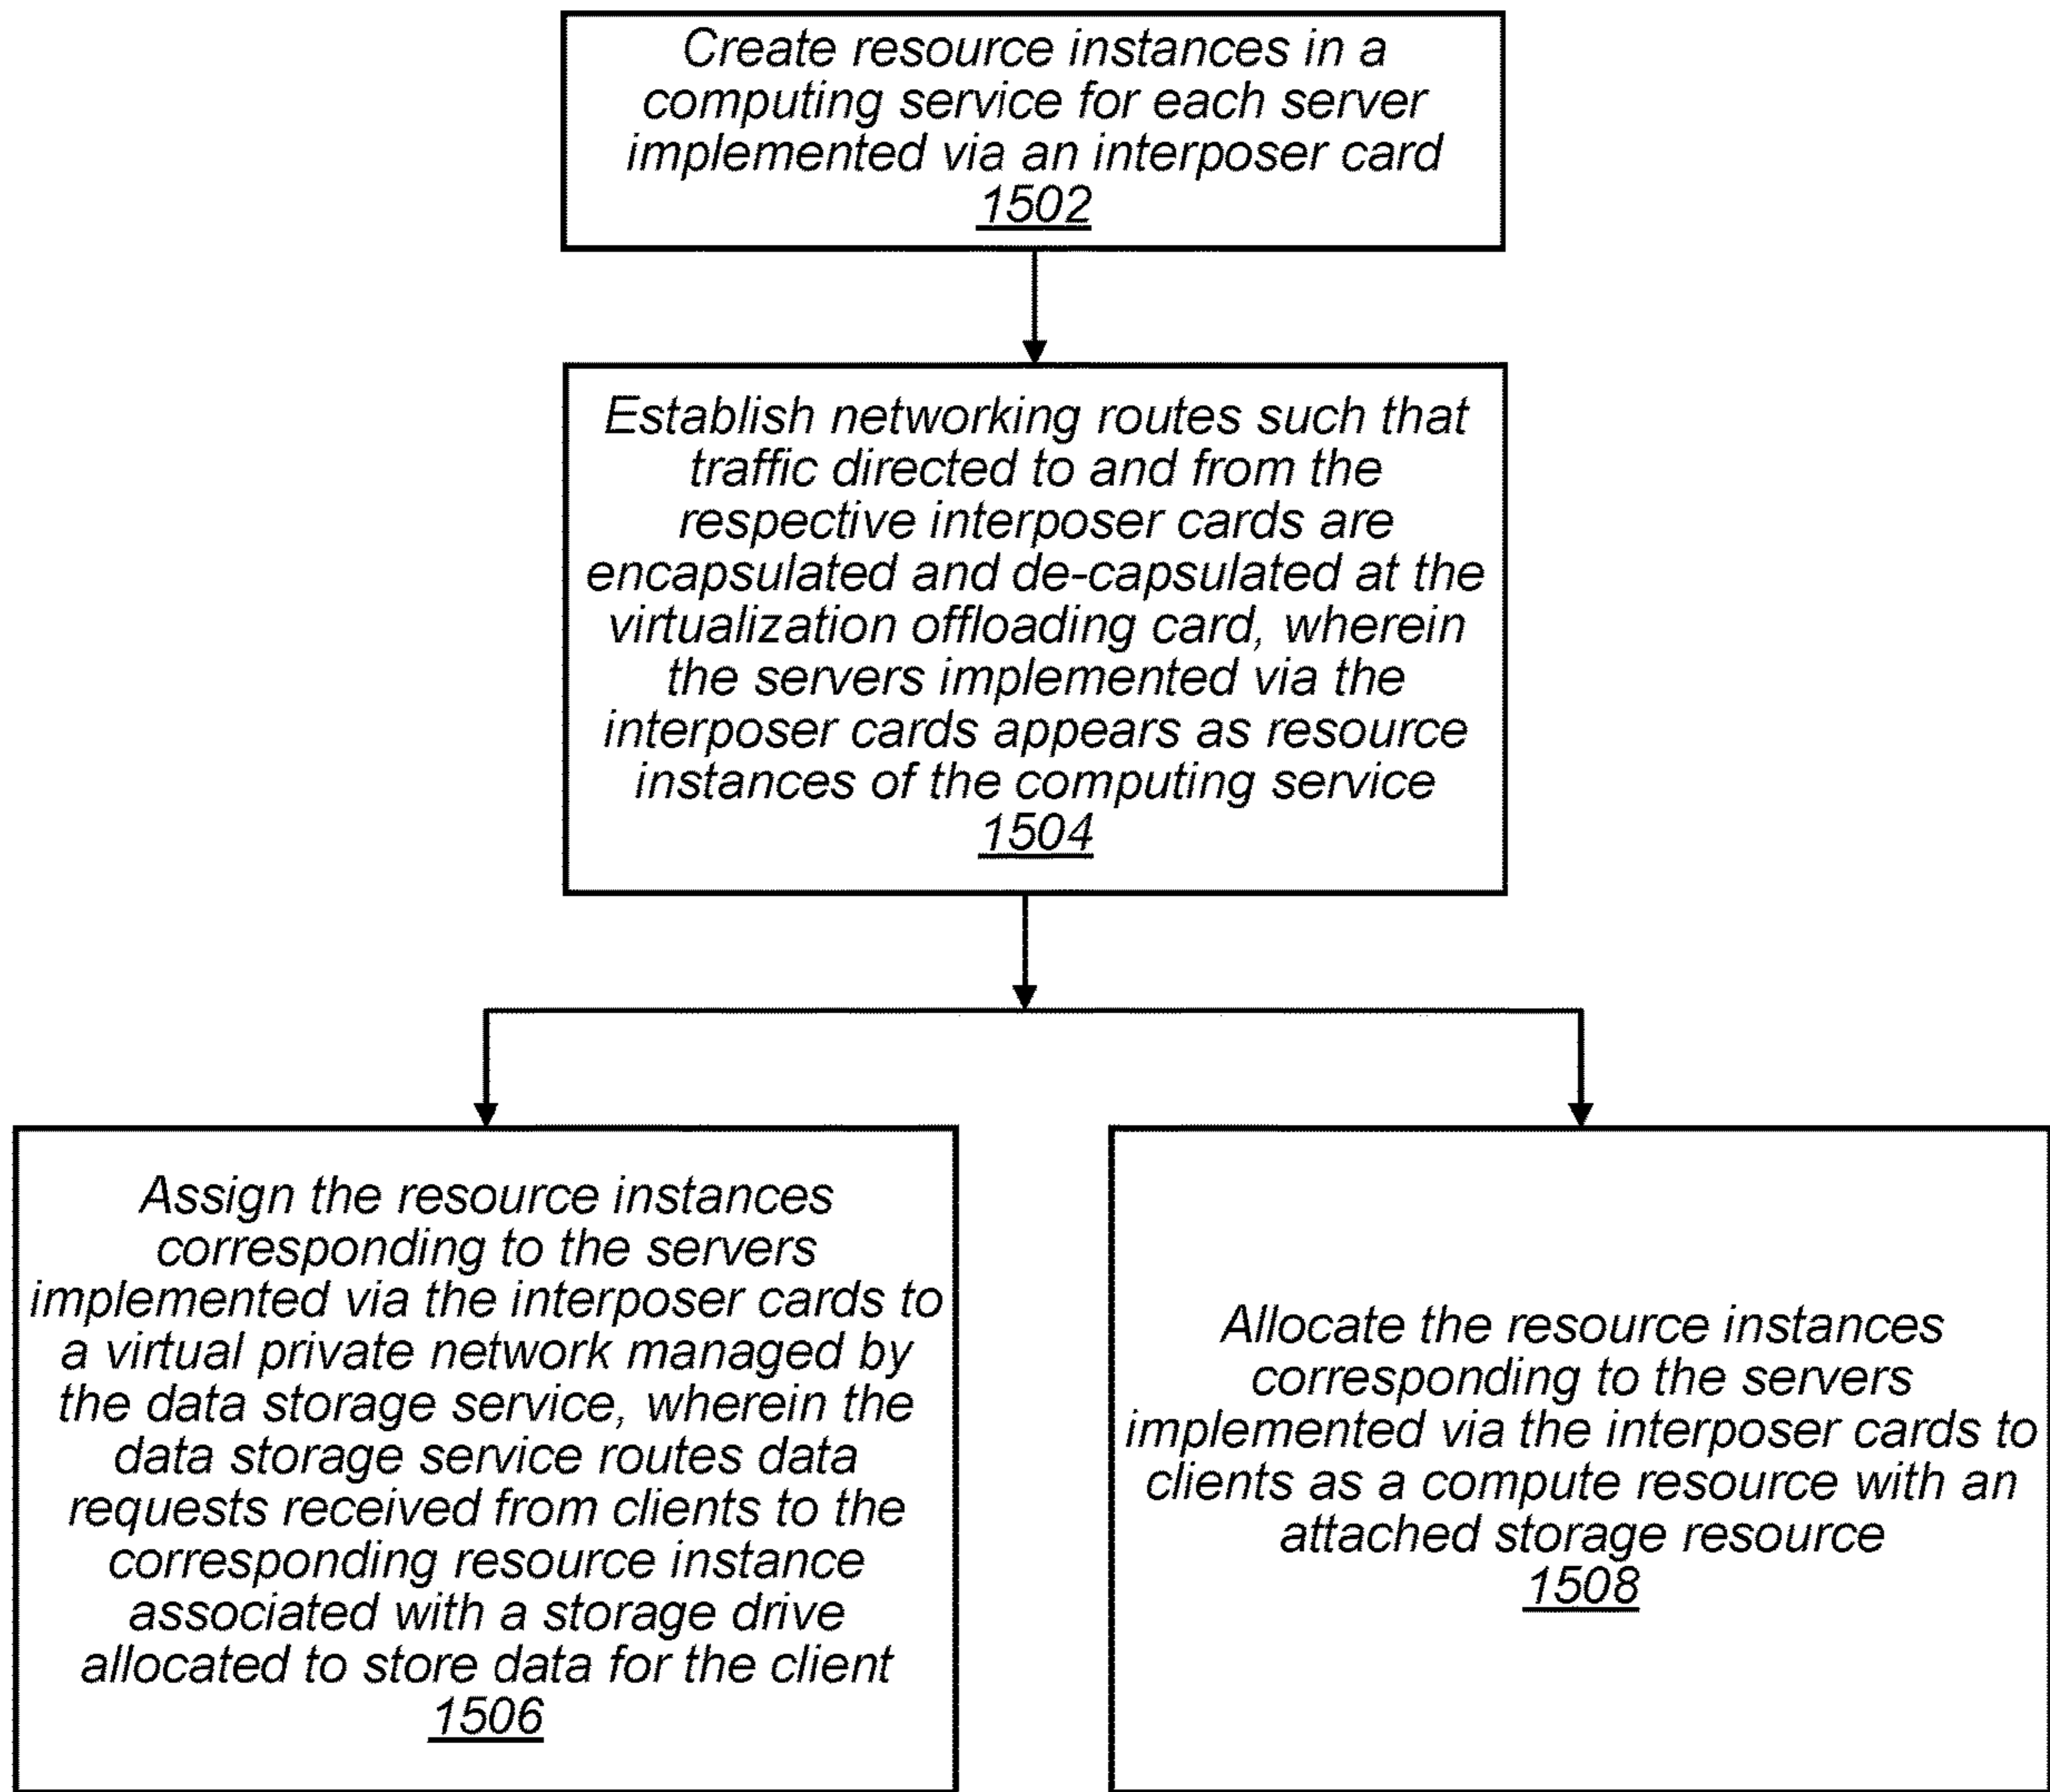 Create resource instances in a
computing service for each server
implemented via an interposer card
1502
Establish networking routes such that
traffic directed to and from the
respective interposer cards are
encapsulated and de-capsulated at the
virtualization offloading card, wherein
the servers implemented via the
interposer cards appears as resource
instances of the computing service
1504
Assign the resource instances
corresponding to the servers
implemented via the interposer cards to
a virtual private network managed by
the data storage service, wherein the
data storage service routes data
requests received from clients to the
corresponding resource instance
associated with a storage drive
allocated to store data for the client
1506
Allocate the resource instances
corresponding to the servers
implemented via the interposer cards to
clients as a compute resource with an
attached storage resource
1508